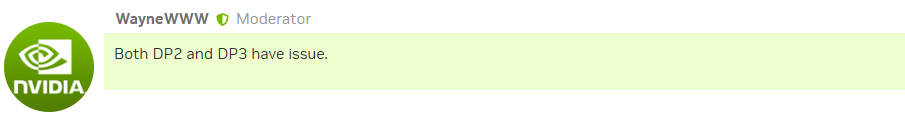 WayneWWW Moderator
Both DP2 and DP3 have issue.
NVIDIA